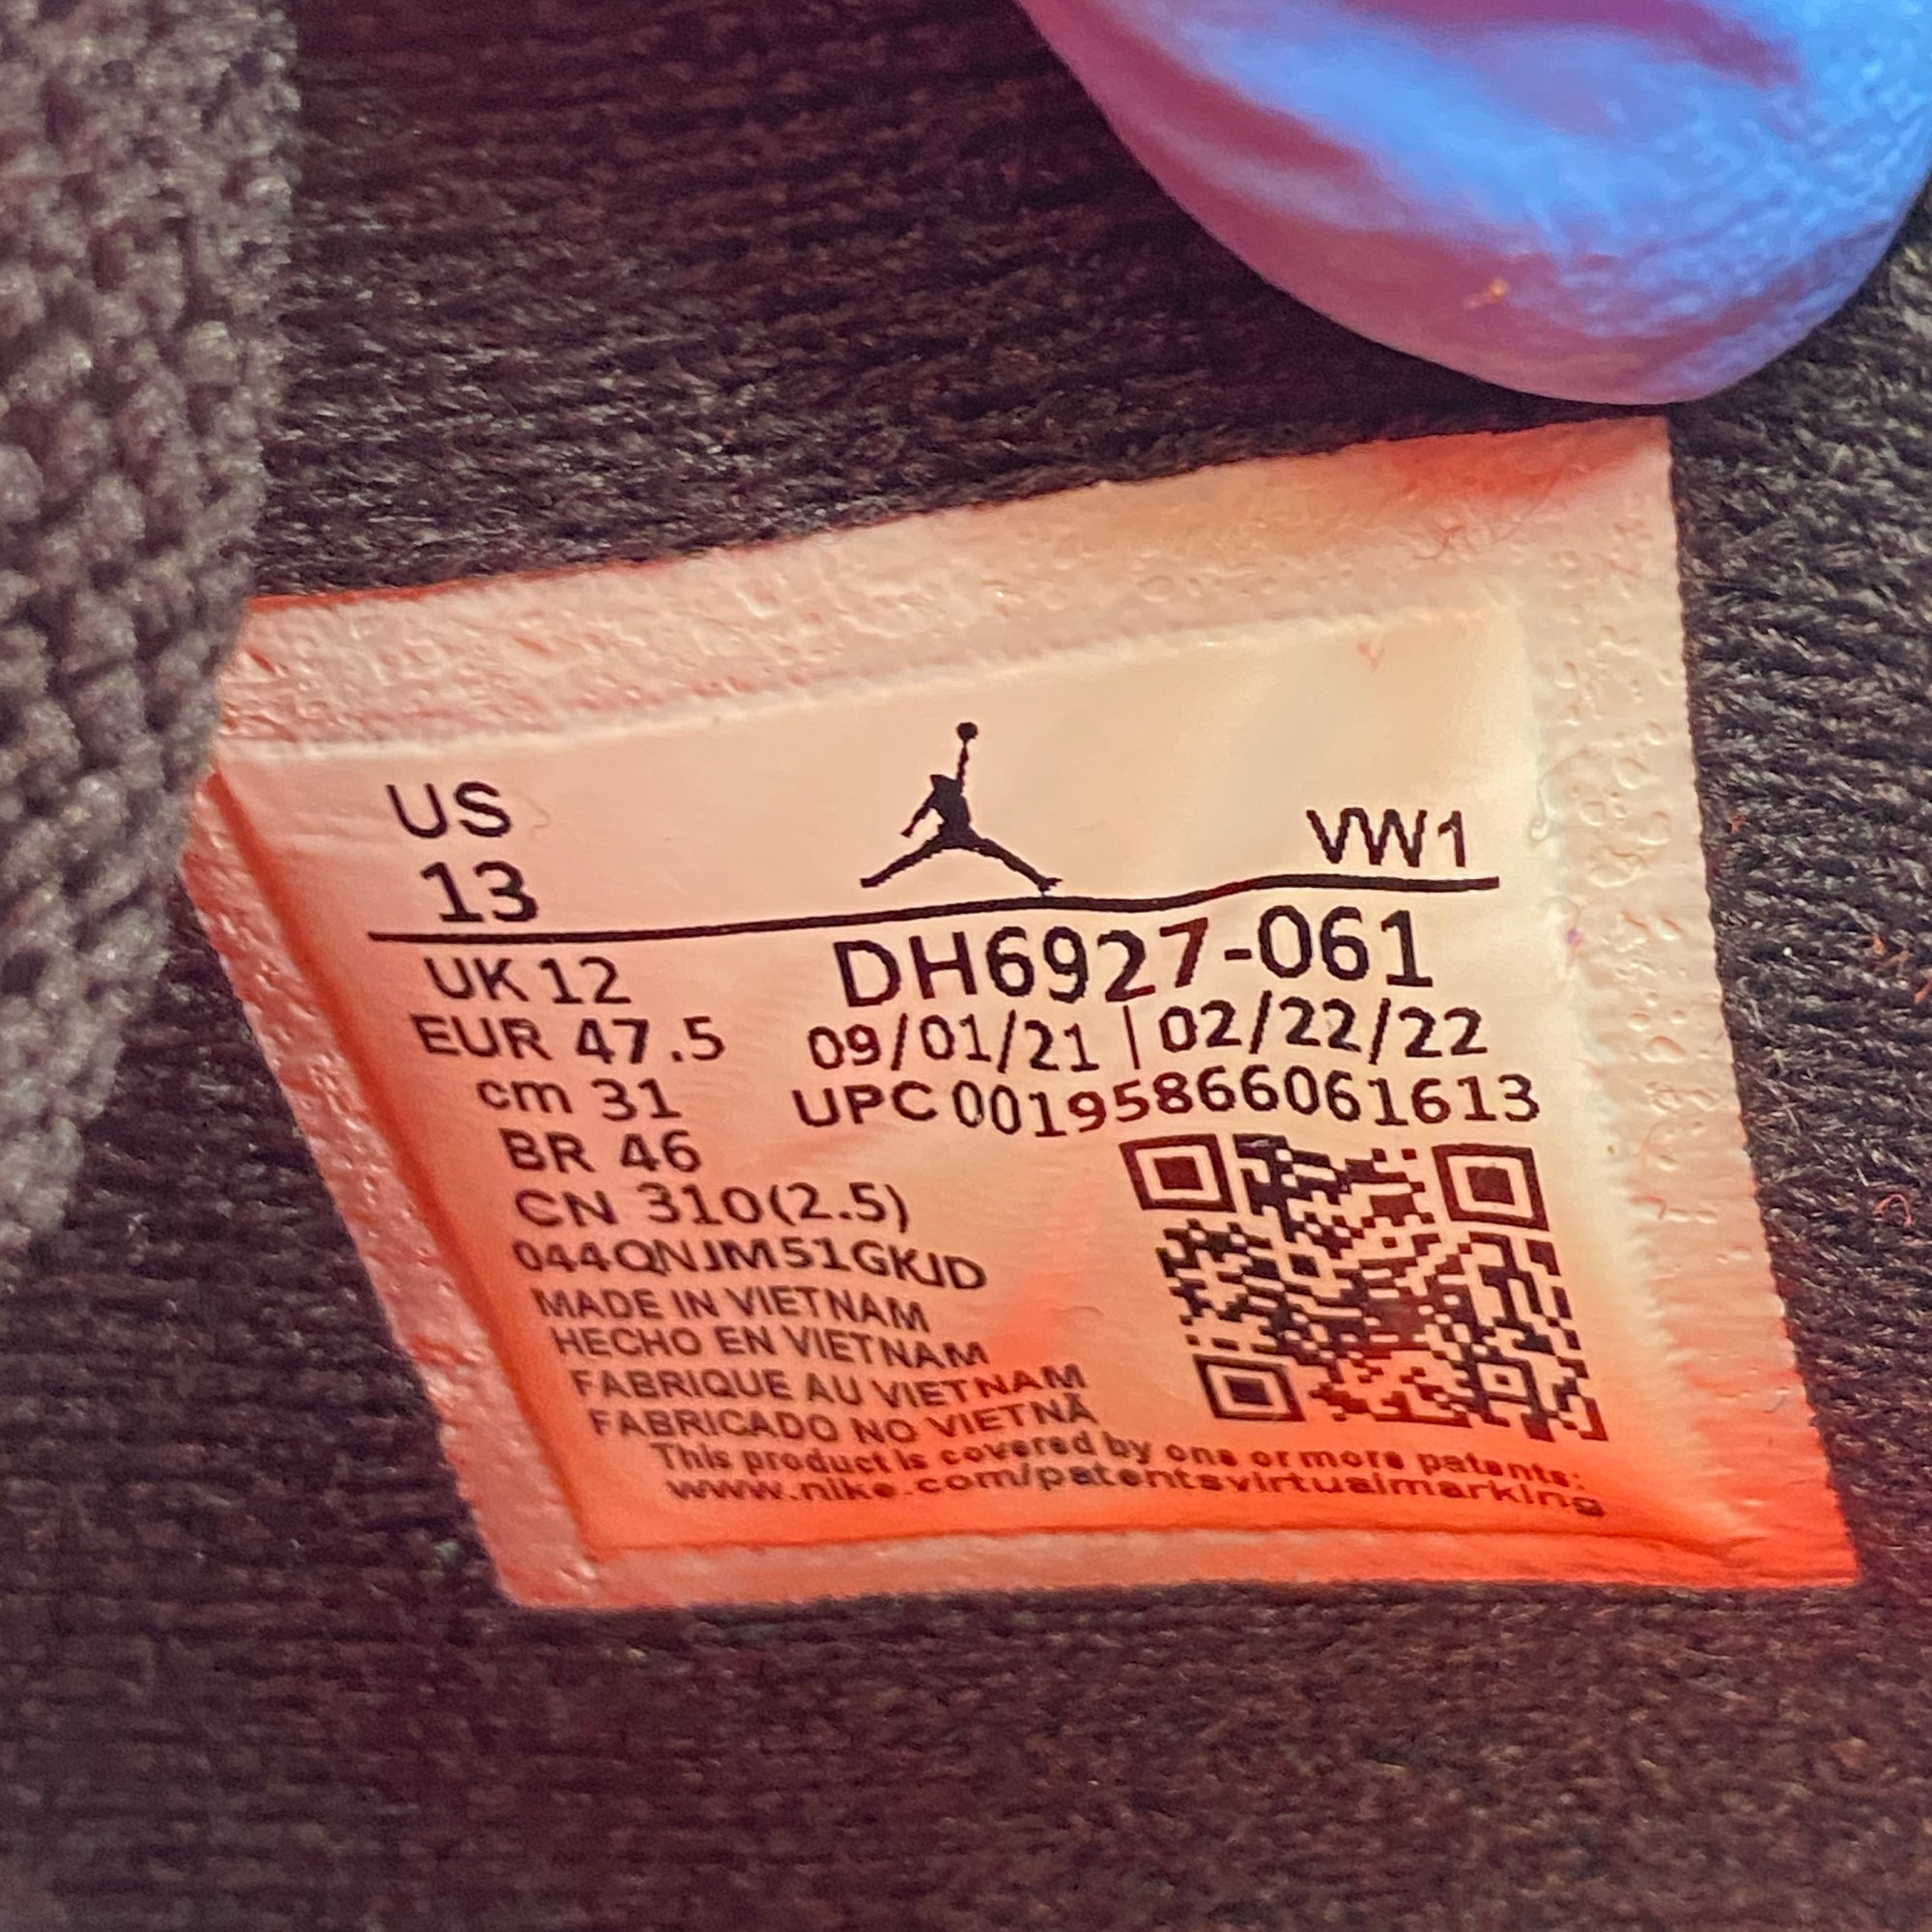 US
13
VW1
UK 12
EUR 47.5
cm 31
BR 46
CN 310(2.5)
044QNJM51GKJD
DH6927-061
09/01/21 | 02/22/22
UPC 00195866061613
MADE IN VIETNAM
HECHO EN VIETNAM
FABRIQUE AU VIETNAM
FABRICADO NO VIETNÃ
This product is covered by one or more patents:
www.nike.com/patentsvirtualmarking